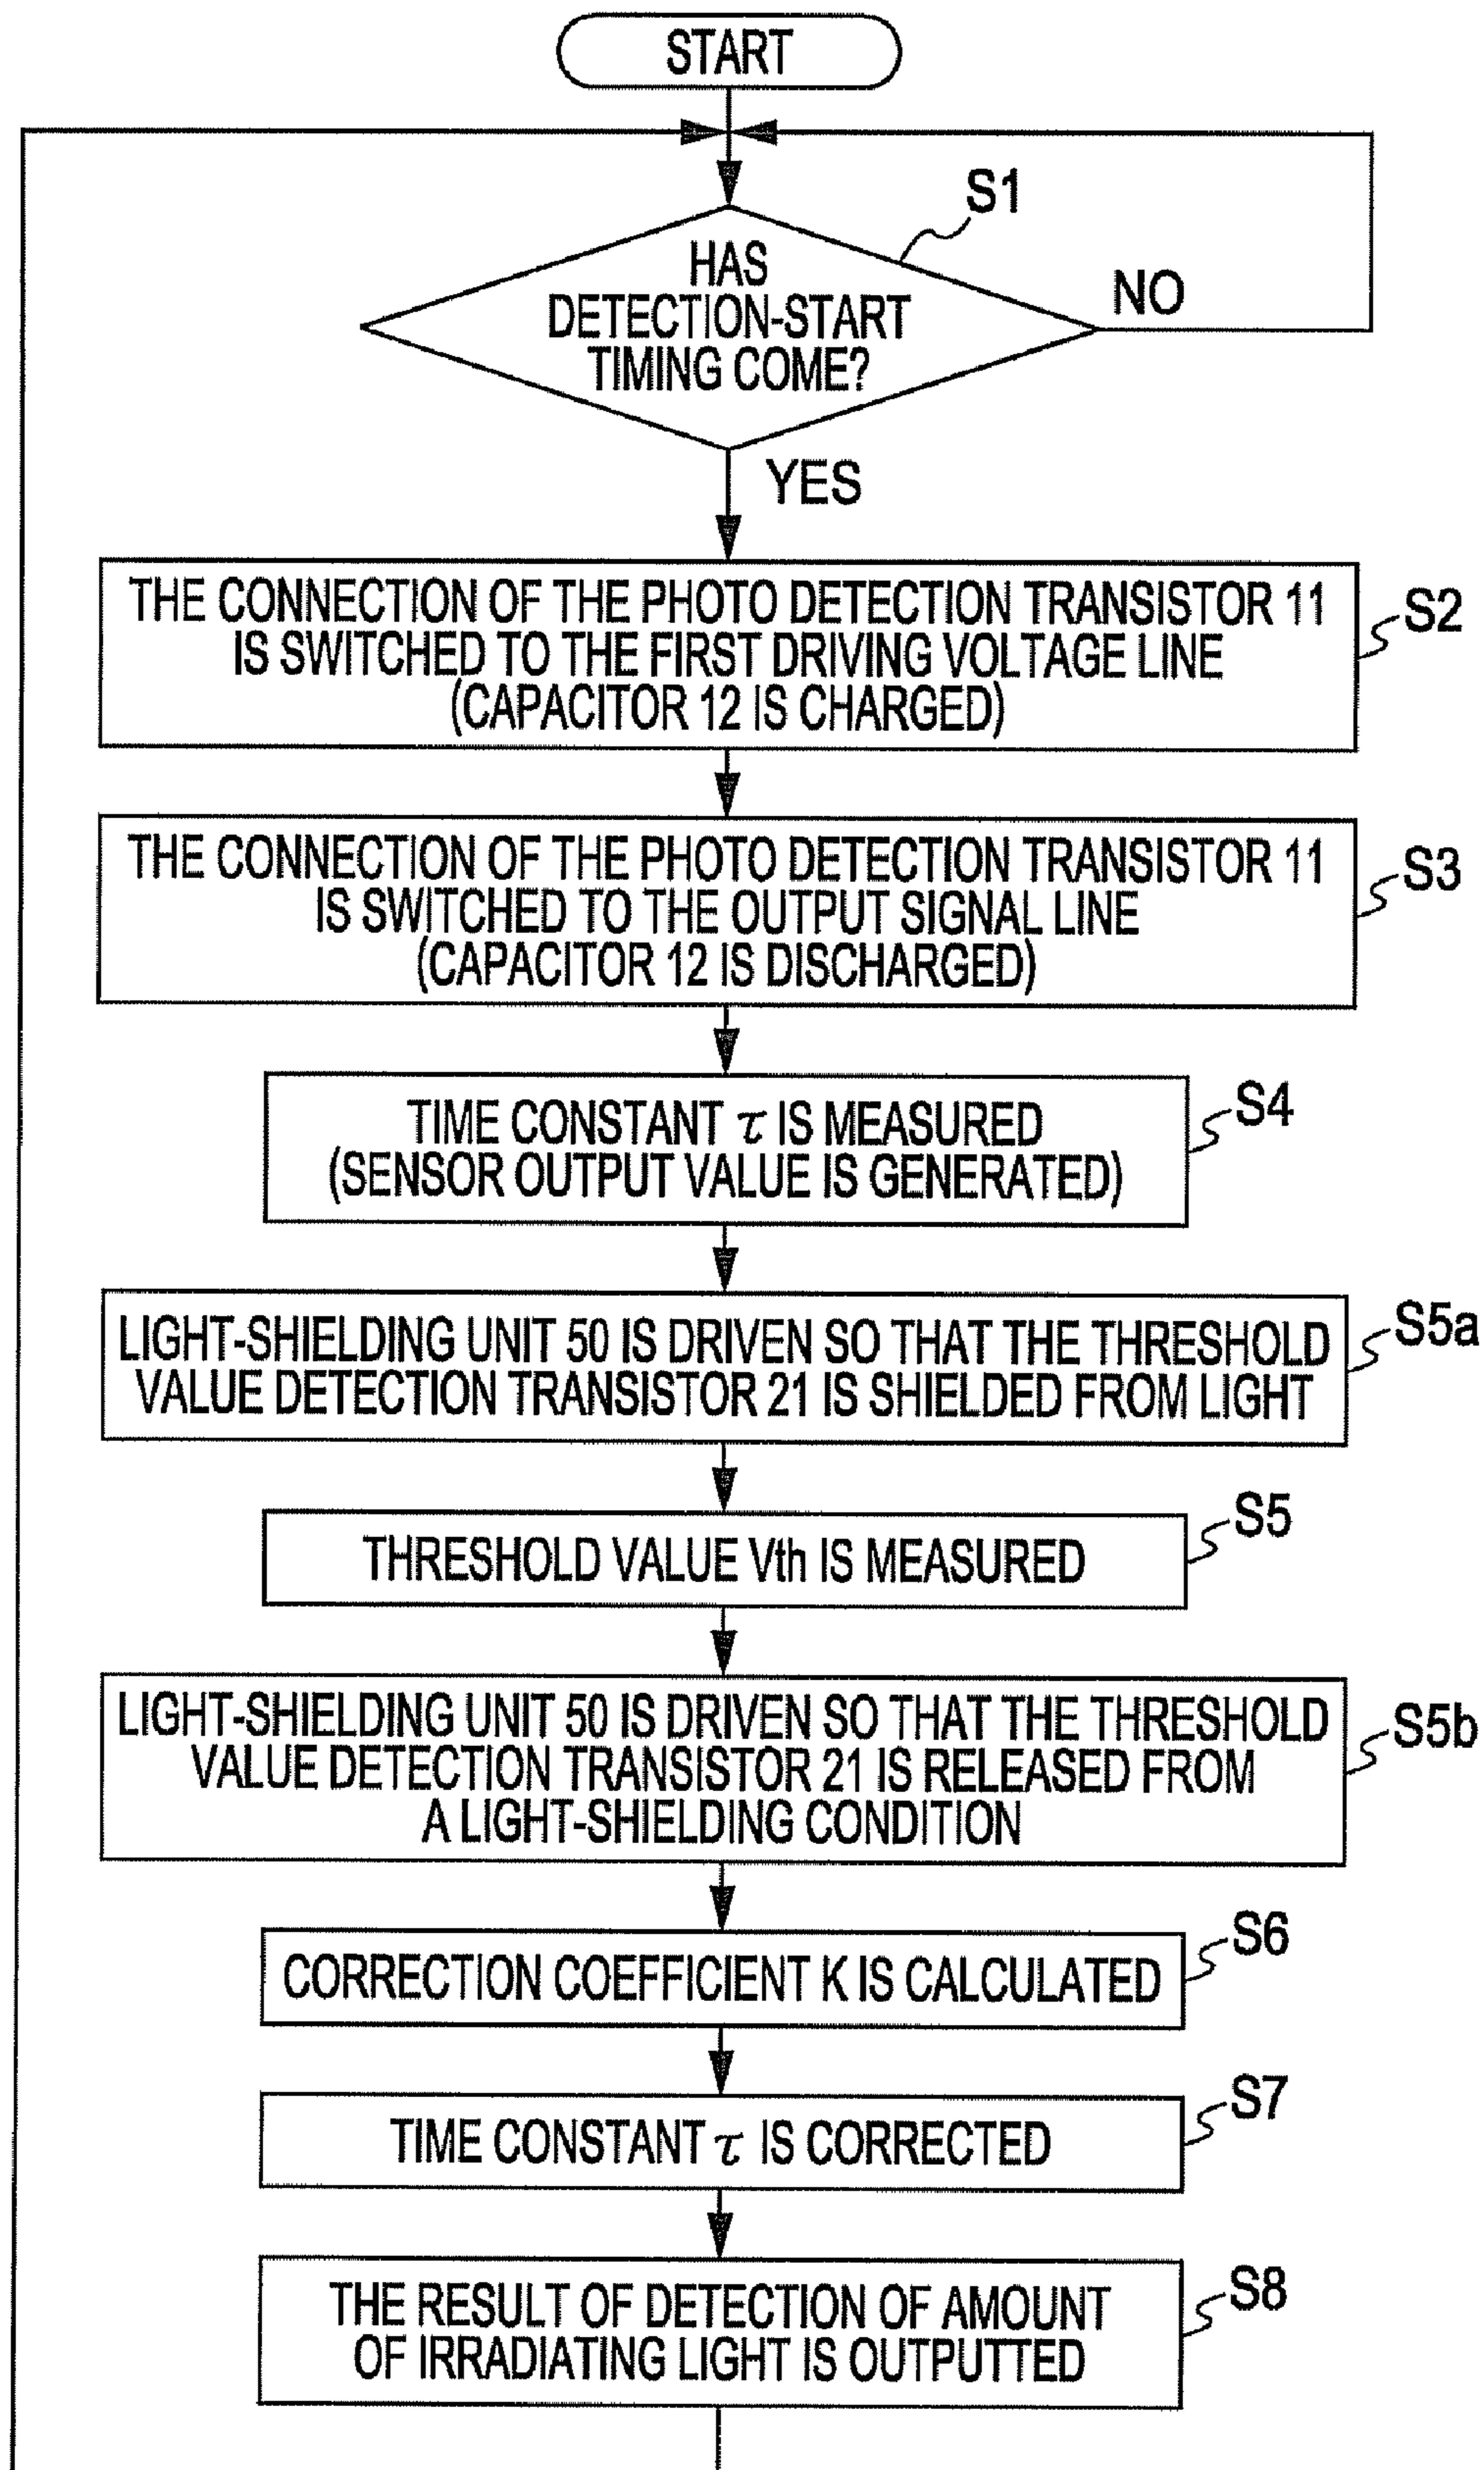 START
S1
HAS
DETECTION-START
TIMING COME?
NO
YES
THE CONNECTION OF THE PHOTO DETECTION TRANSISTOR 11
IS SWITCHED TO THE FIRST DRIVING VOLTAGE LINE
(CAPACITOR 12 IS CHARGED)
S2
THE CONNECTION OF THE PHOTO DETECTION TRANSISTOR 11
IS SWITCHED TO THE OUTPUT SIGNAL LINE
(CAPACITOR 12 IS DISCHARGED)
S3
TIME CONSTANT τ IS MEASURED
(SENSOR OUTPUT VALUE IS GENERATED)
S4
LIGHT-SHIELDING UNIT 50 IS DRIVEN SO THAT THE THRESHOLD
VALUE DETECTION TRANSISTOR 21 IS SHIELDED FROM LIGHT
S5a
THRESHOLD VALUE Vth IS MEASURED
S5
LIGHT-SHIELDING UNIT 50 IS DRIVEN SO THAT THE THRESHOLD
VALUE DETECTION TRANSISTOR 21 IS RELEASED FROM
A LIGHT-SHIELDING CONDITION
S5b
CORRECTION COEFFICIENT K IS CALCULATED
S6
TIME CONSTANT τ IS CORRECTED
S7
THE RESULT OF DETECTION OF AMOUNT
OF IRRADIATING LIGHT IS OUTPUTTED
S8